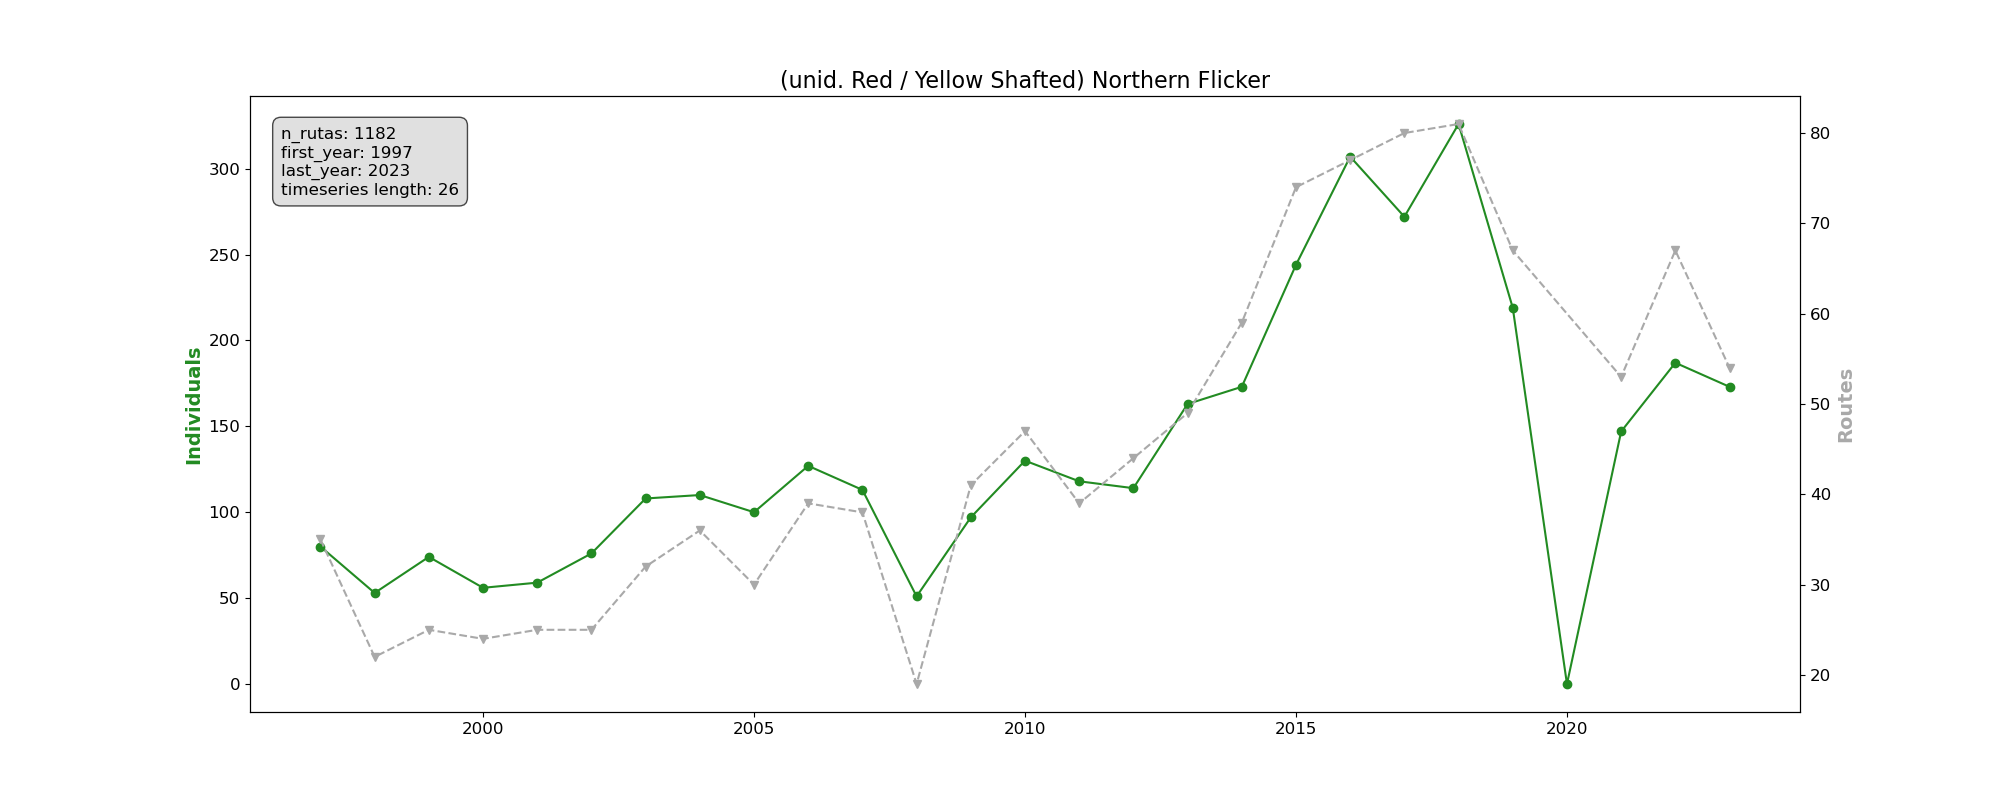 (unid. Red / Yellow Shafted) Northern Flicker
n_rutas: 1182
first_year: 1997
last_year: 2023
timeseries length: 26
Individuals
300
250
200
150
100
50
0
80
70
60
50
40
30
20
Routes
2000
2005
2010
2015
2020